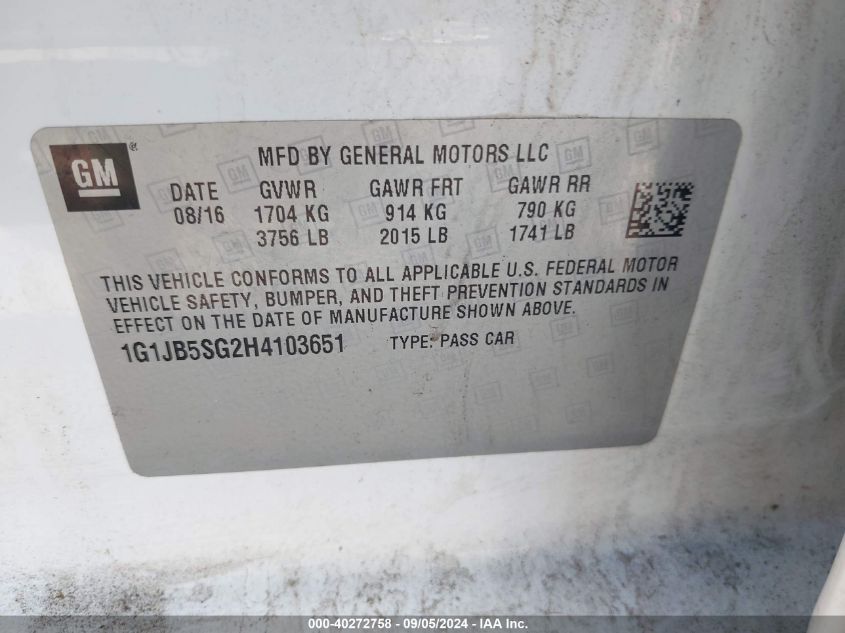 GM ®
MFD BY GENERAL MOTORS LLC
DATE GVWR GAWR FRT GAWR RR
08/16 1704 KG 914 KG 790 KG
3756 LB 2015 LB 1741 LB
THIS VEHICLE CONFORMS TO ALL APPLICABLE U.S. FEDERAL MOTOR
VEHICLE SAFETY, BUMPER, AND THEFT PREVENTION STANDARDS IN
EFFECT ON THE DATE OF MANUFACTURE SHOWN ABOVE.
1G1JB5SG2H4103651 TYPE: PASS CAR
000-40272758 - 09/05/2024 - IAA Inc.